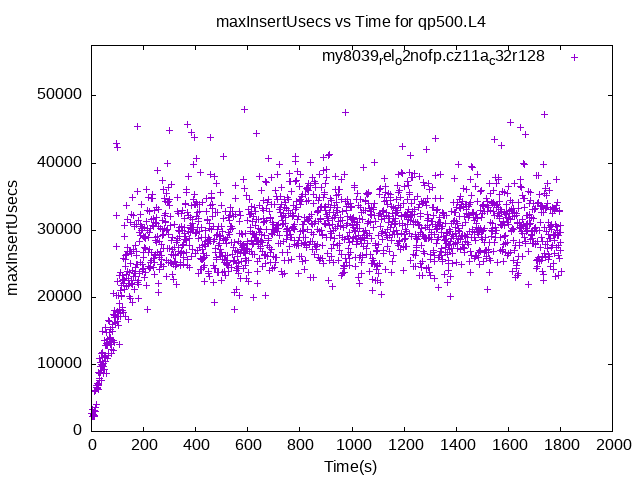 maxInsertUsecs vs Time for qp500.L4
my8039relo2nofp.cz11ac32r128
maxInsertUsecs
50000
40000
30000
20000
10000
0
0 200 400 600 800 1000 1200 1400 1600 1800 2000
Time(s)